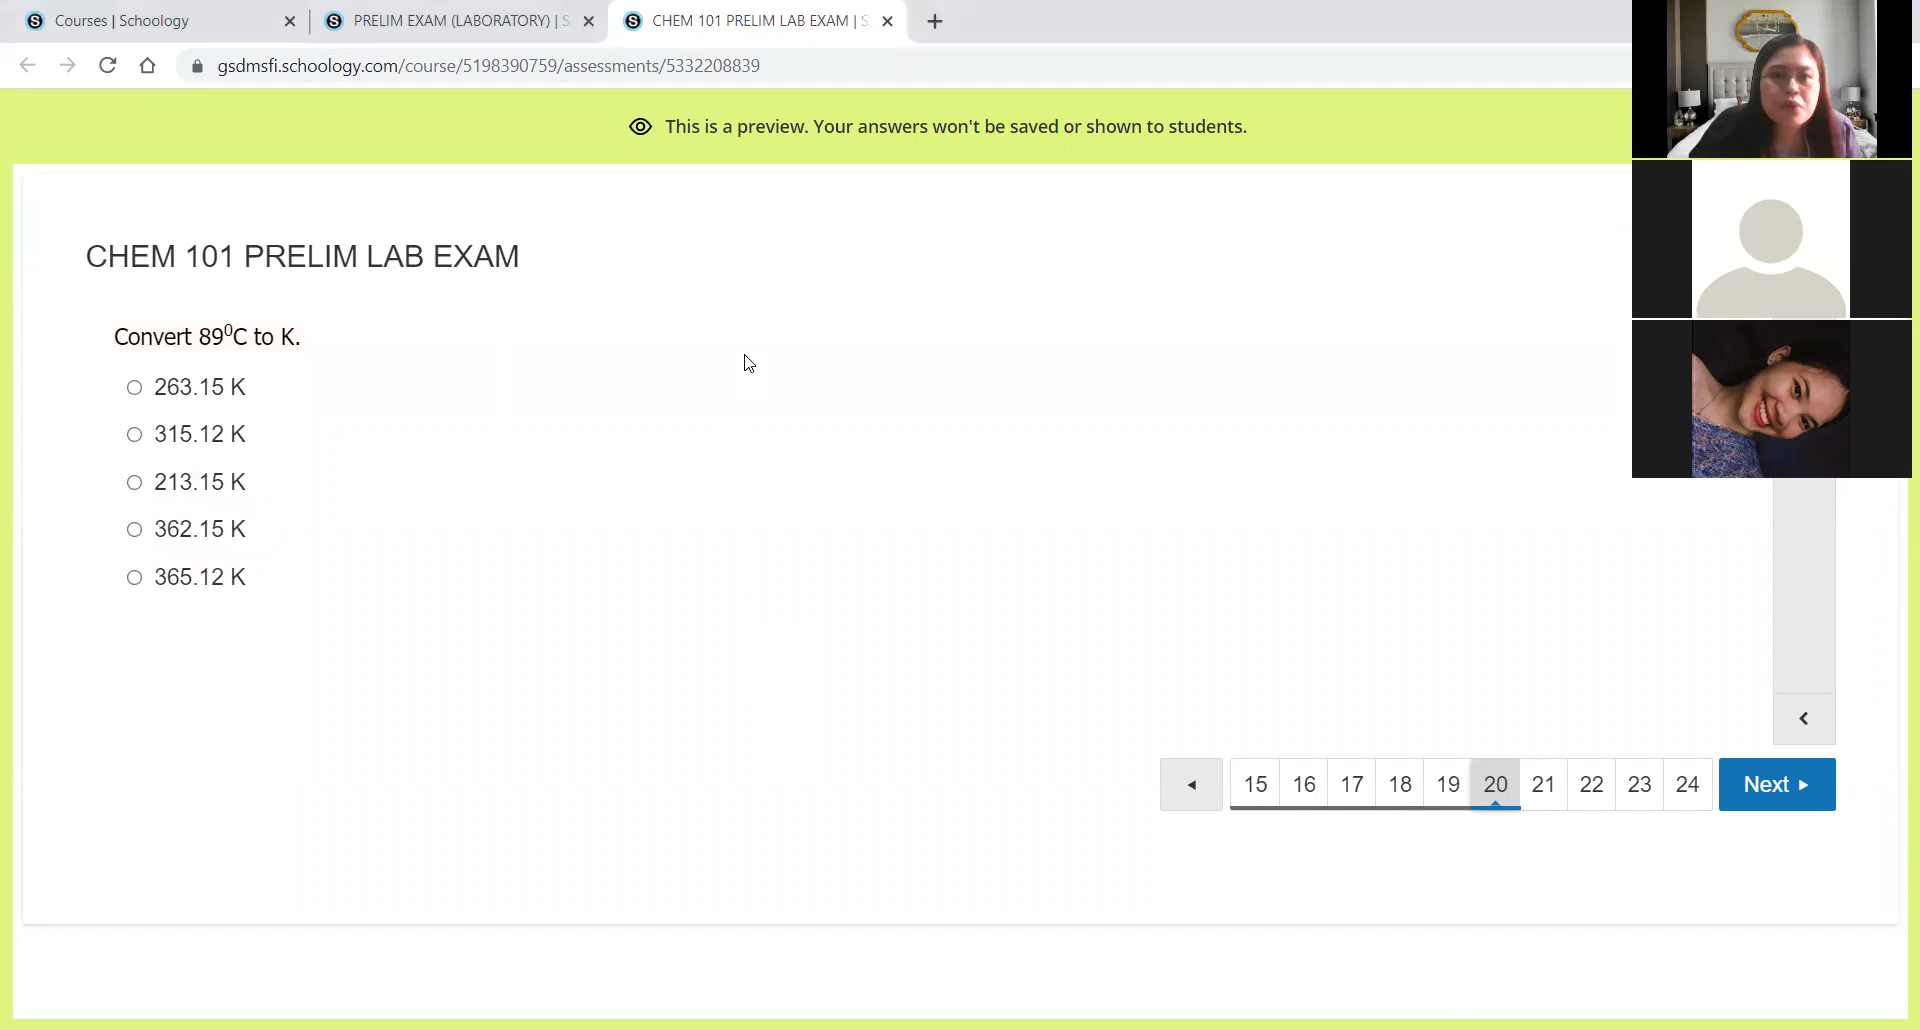 Courses | Schoology
PRELIM EXAM (LABORATORY) | S
CHEM 101 PRELIM LAB EXAM | S
gsdmsfi.schoology.com/course/5198390759/assessments/5332208839
This is a preview. Your answers won't be saved or shown to students.
CHEM 101 PRELIM LAB EXAM
Convert 89⁰C to K.
263.15 K
315.12 K
213.15 K
362.15 K
365.12 K
15 16 17 18 19 20 21 22 23 24 Next